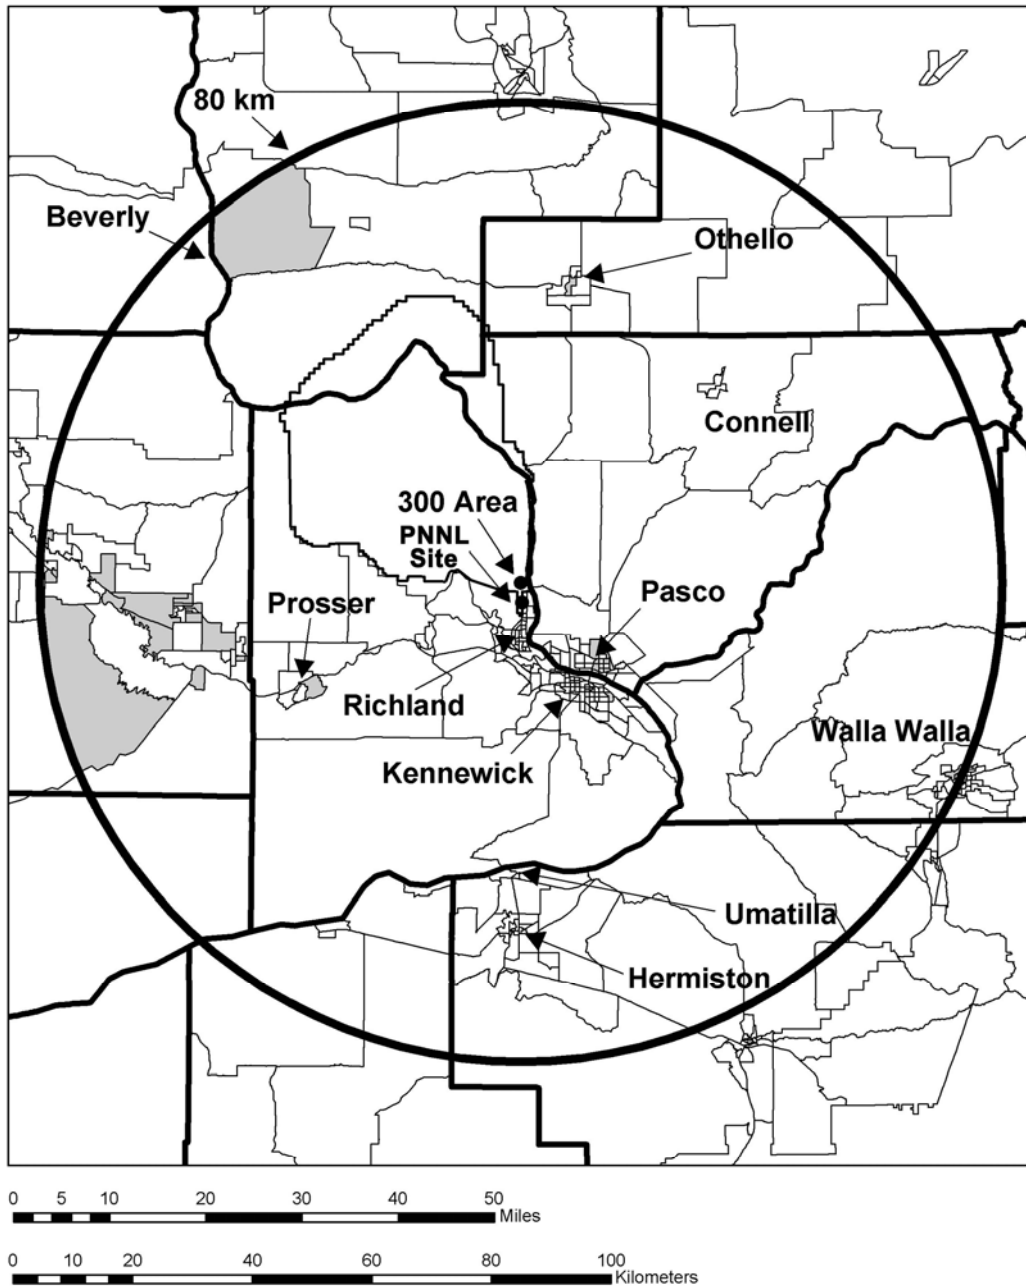 80 km
Beverly
Othello
Connell
300 Area
PNNL
Site
Prosser
Pasco
Richland
Walla Walla
Kennewick
Umatilla
Hermiston
0 5 10 20 30 40 50
Miles
0 10 20 40 60 80 100
Kilometers